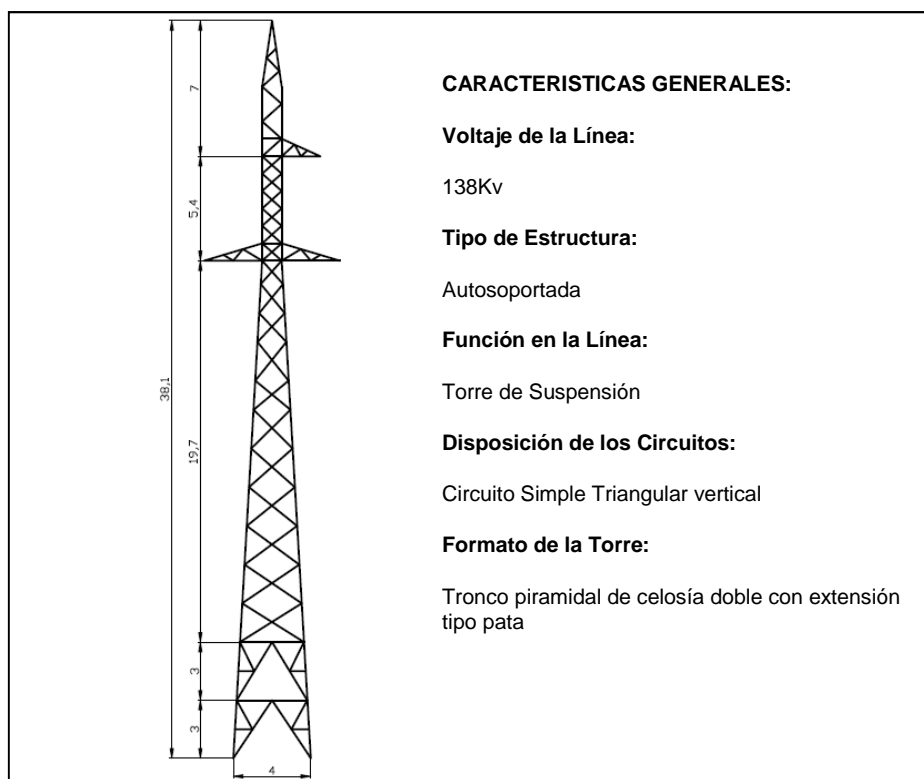 7
5,4
38,1
19,7
3
3
4
CARACTERISTICAS GENERALES:
Voltaje de la Línea:
138Kv
Tipo de Estructura:
Autosoportada
Función en la Línea:
Torre de Suspensión
Disposición de los Circuitos:
Circuito Simple Triangular vertical
Formato de la Torre:
Tronco piramidal de celosía doble con extensión
tipo pata